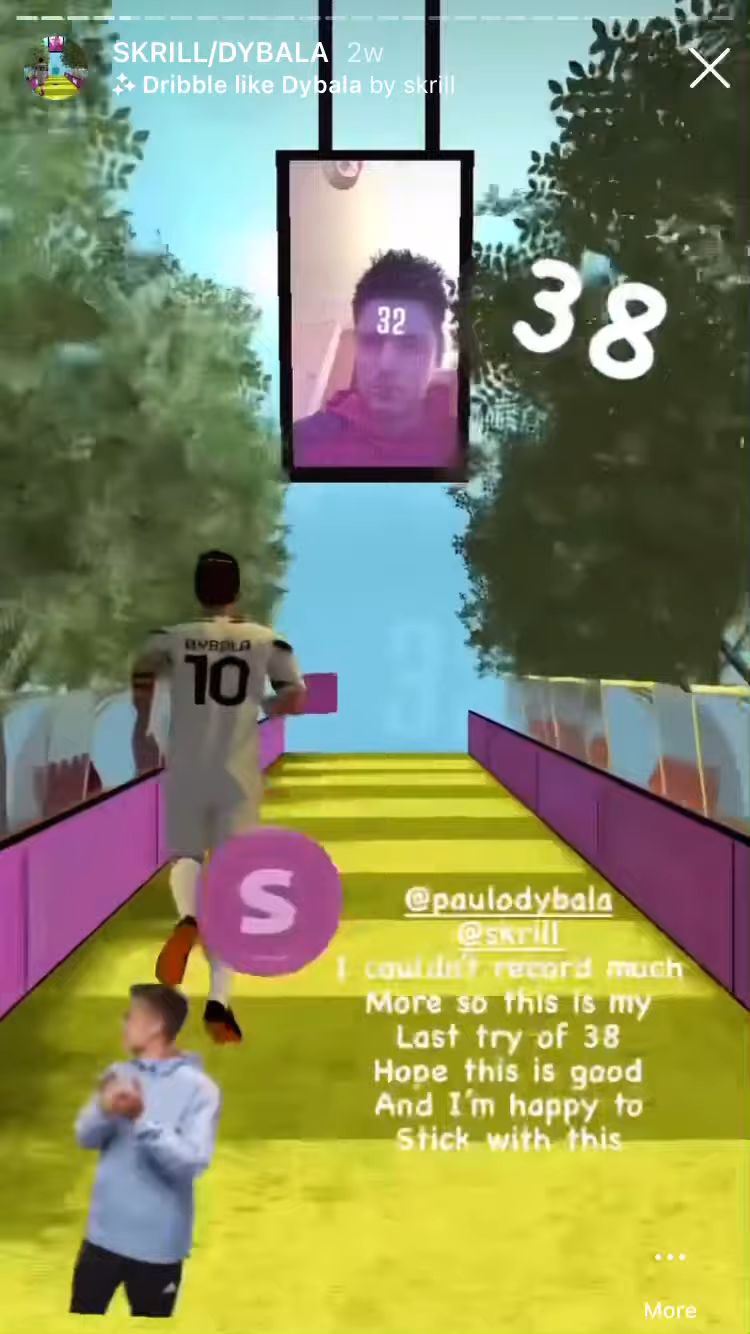 SKRILL/DYBALA 2w
Dribble like Dybala by skrill
32
38
DYBALA
10
3
S
@paulodybala
@skrill
I couldn't record much
More so this is my
Last try of 38
Hope this is good
And I'm happy to
Stick with this
More